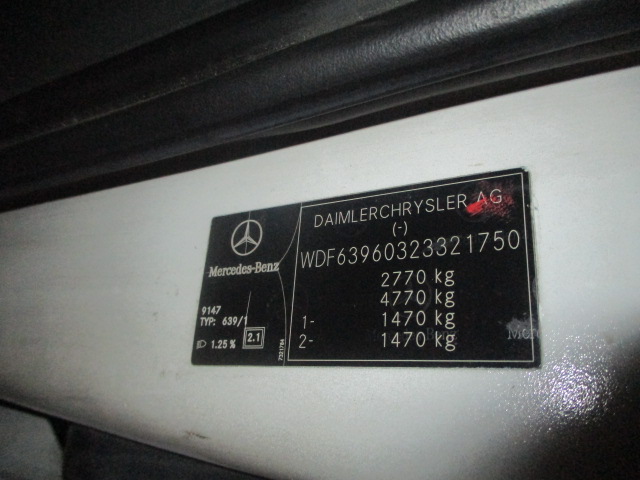 DAIMLERCHRYSLER AG
(-)
WDF63960323321750
2770 kg
4770 kg
1- 1470 kg
2- 1470 kg
Mercedes-Benz
9147
TYP: 639/1
1.25 % 2.1
7321784